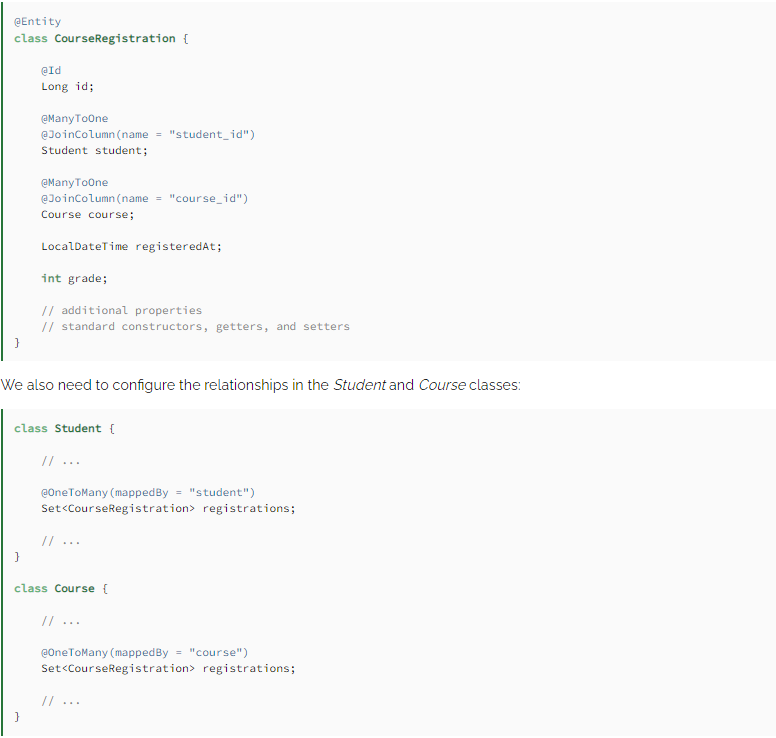 @Entity
class CourseRegistration {

    @Id
    Long id;

    @ManyToOne
    @JoinColumn(name = "student_id")
    Student student;

    @ManyToOne
    @JoinColumn(name = "course_id")
    Course course;

    LocalDateTime registeredAt;

    int grade;

    // additional properties
    // standard constructors, getters, and setters
}
We also need to configure the relationships in the Student and Course classes:
class Student {

    // ...

    @OneToMany(mappedBy = "student")
    Set<CourseRegistration> registrations;

    // ...
}

class Course {

    // ...

    @OneToMany(mappedBy = "course")
    Set<CourseRegistration> registrations;

    // ...
}